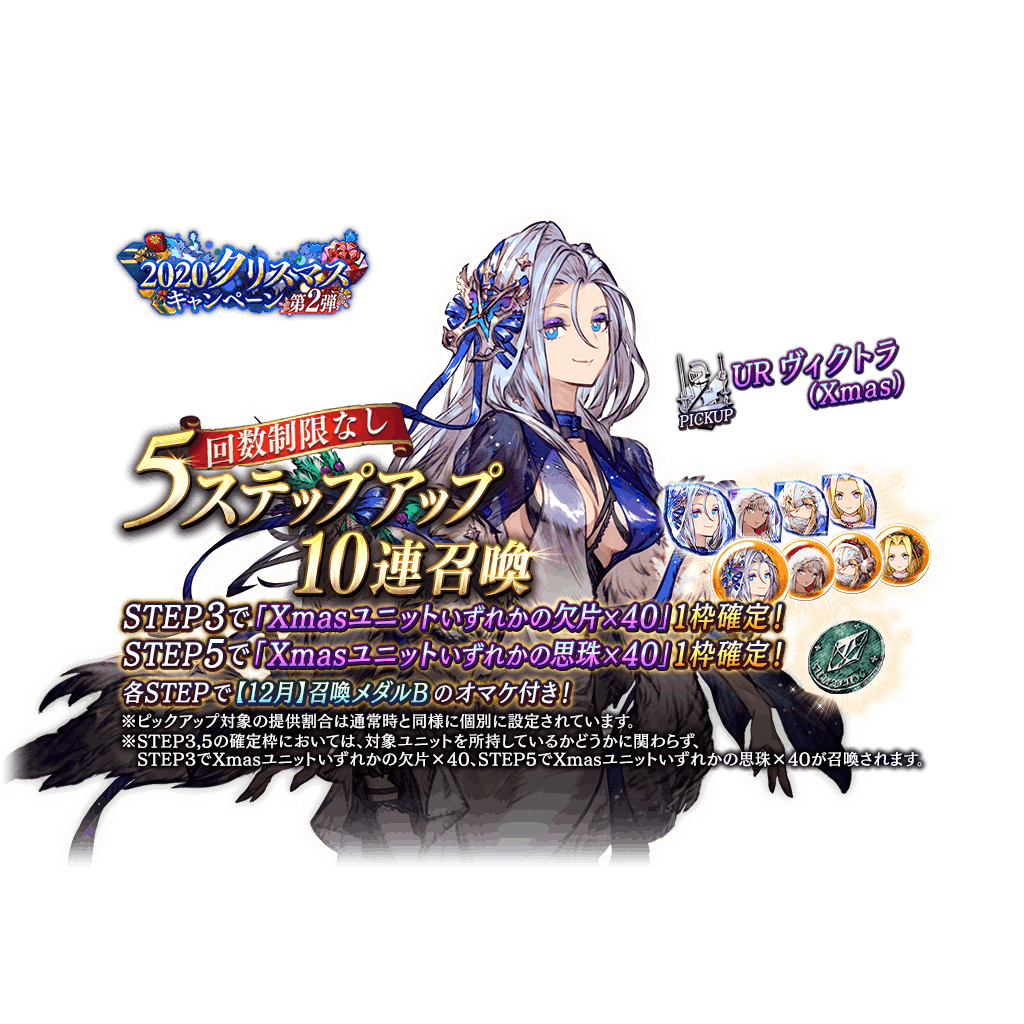 2020クリスマス
キャンペーン第2弾
UR ヴィクトラ
(Xmas)
PICKUP
回数制限なし
5ステップアップ
10連召喚
STEP3で「Xmasユニットいずれかの欠片×40」1枠確定!
STEP5で「Xmasユニットいずれかの思珠×40」1枠確定!
各STEPで【12月】召喚メダルBのオマケ付き!
※ピックアップ対象の提供割合は通常時と同様に個別に設定されています。
※STEP3,5の確定枠においては、対象ユニットを所持しているかどうかに関わらず、
STEP3でXmasユニットいずれかの欠片×40、STEP5でXmasユニットいずれかの思珠×40が召喚されます。